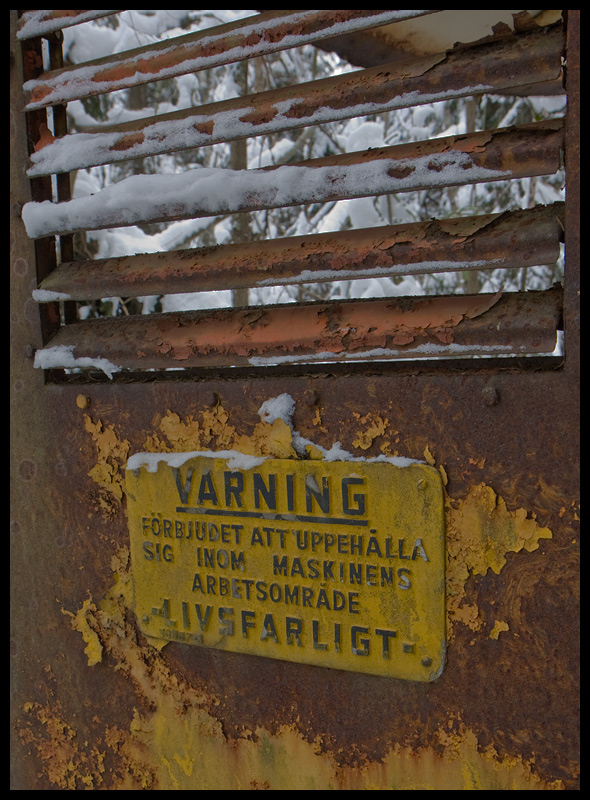 VARNING
FÖRBJUDET ATT UPPEHÅLLA
SIG INOM MASKINENS
ARBETSOMRÅDE
-LIVSFARLIGT-